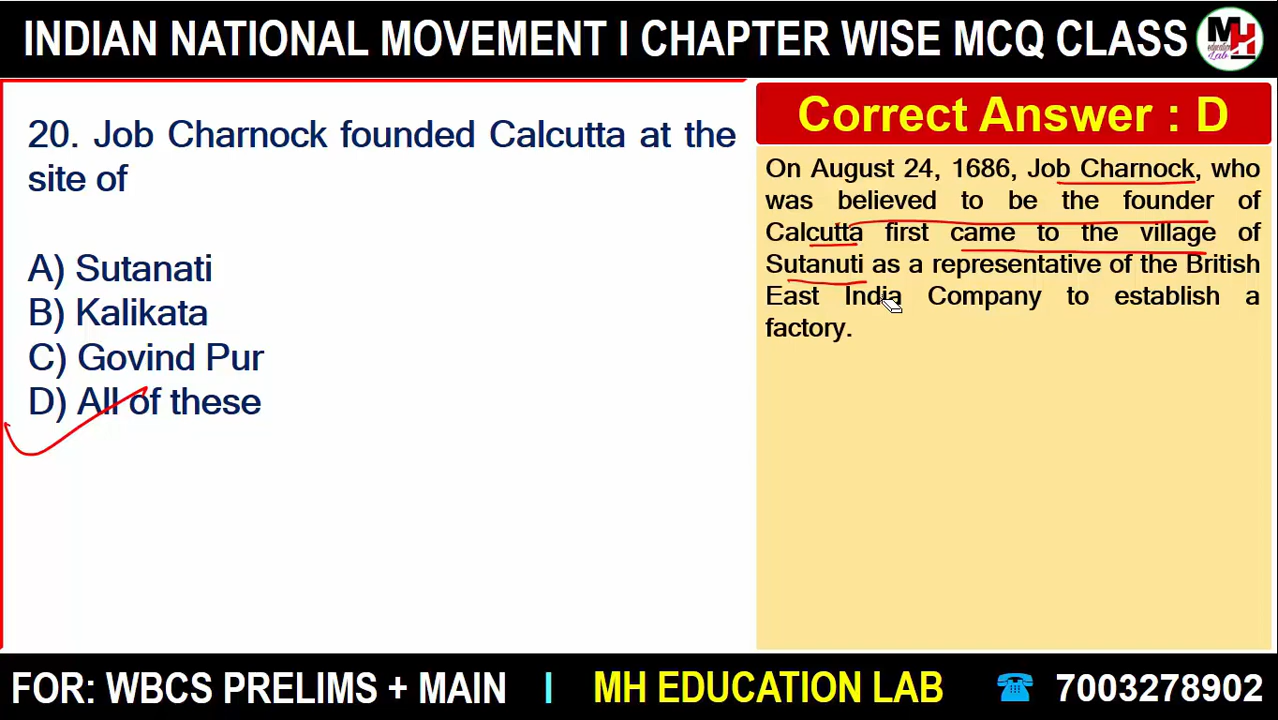 INDIAN NATIONAL MOVEMENT I CHAPTER WISE MCQ CLASS
MH
education
Lab
20. Job Charnock founded Calcutta at the
site of
A) Sutanati
B) Kalikata
C) Govind Pur
D) All of these
Correct Answer : D
On August 24, 1686, Job Charnock, who
was believed to be the founder of
Calcutta first came to the village of
Sutanuti as a representative of the British
East India Company to establish a
factory.
FOR: WBCS PRELIMS + MAIN I MH EDUCATION LAB ☎ 7003278902